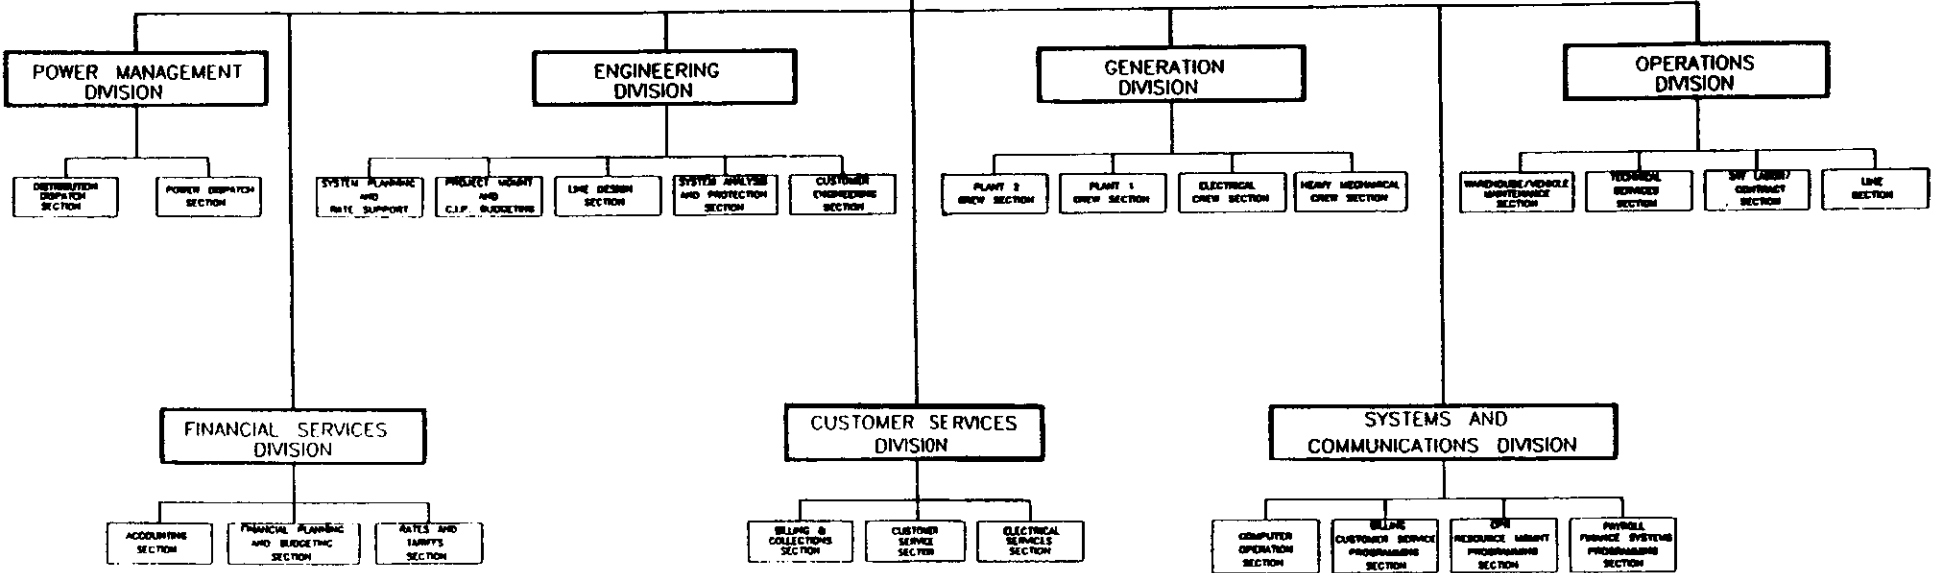 POWER MANAGEMENT
DIVISION
ENGINEERING
DIVISION
GENERATION
DIVISION
OPERATIONS
DIVISION
DISTRIBUTION
DISPATCH
SECTION
POWER DISPATCH
SECTION
SYSTEM PLANNING
AND
RATE SUPPORT
PROJECT MGMNT
AND
C.I.P. BUDGETING
LINE DESIGN
SECTION
SYSTEM ANALYSIS
AND PROTECTION
SECTION
CUSTOMER
ENGINEERING
SECTION
PLANT 2
CREW SECTION
PLANT 1
CREW SECTION
ELECTRICAL
CREW SECTION
HEAVY MECHANICAL
CREW SECTION
WAREHOUSE/VEHICLE
MAINTENANCE
SECTION
TECHNICAL
SERVICES
SECTION
CONTRACT
SECTION
LINE
SECTION
FINANCIAL SERVICES
DIVISION
CUSTOMER SERVICES
DIVISION
SYSTEMS AND
COMMUNICATIONS DIVISION
ACCOUNTING
SECTION
FINANCIAL PLANNING
AND BUDGETING
SECTION
RATES AND
TARIFFS
SECTION
BILLING &
COLLECTIONS
SECTION
CUSTOMER
SERVICE
SECTION
ELECTRICAL
SERVICES
SECTION
COMPUTER
OPERATION
SECTION
BILLING
CUSTOMER SERVICE
PROGRAMMING
SECTION
RESOURCE MGMNT
PROGRAMMING
SECTION
PAYROLL
FINANCE SYSTEMS
PROGRAMMING
SECTION